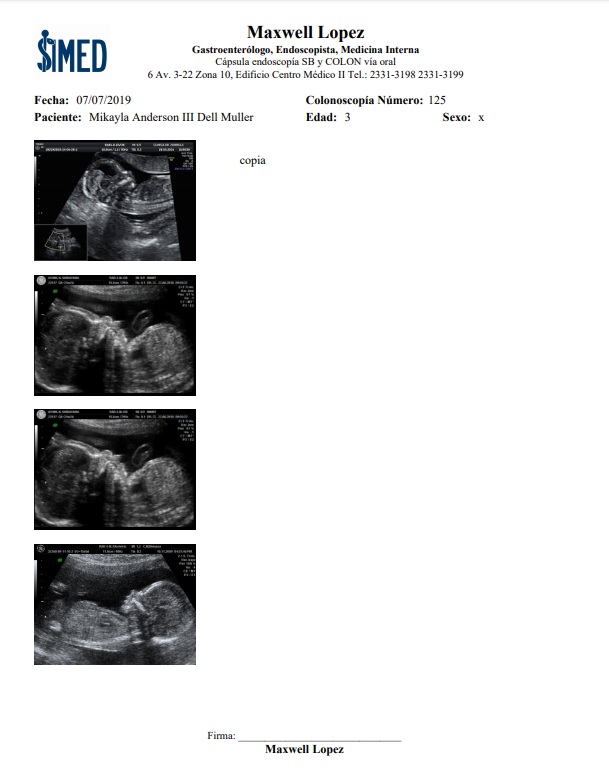 SIMED
Maxwell Lopez
Gastroenterólogo, Endoscopista, Medicina Interna
Cápsula endoscopía SB y COLON vía oral
6 Av. 3-22 Zona 10, Edificio Centro Médico II Tel.: 2331-3198 2331-3199
Fecha: 07/07/2019 Colonoscopía Número: 125
Paciente: Mikayla Anderson III Dell Muller Edad: 3 Sexo: x
copia
Firma: ______________________________
Maxwell Lopez